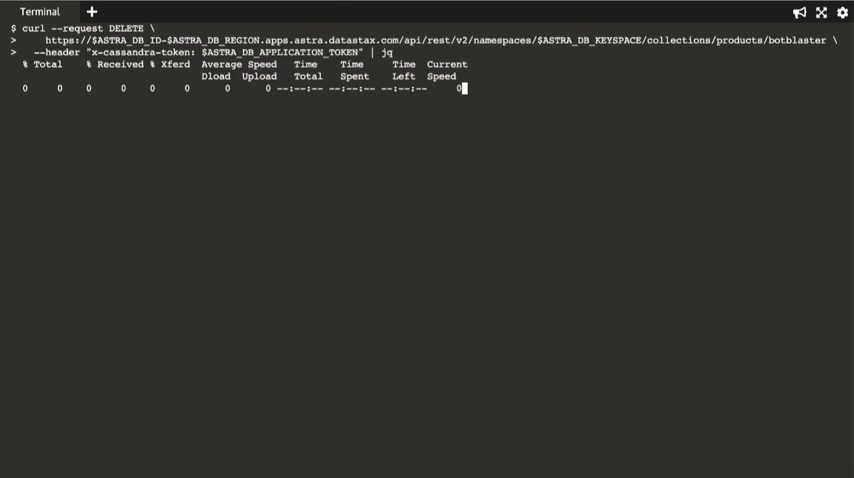 Terminal +
$ curl --request DELETE \
> https://$ASTRA_DB_ID-$ASTRA_DB_REGION.apps.astra.datastax.com/api/rest/v2/namespaces/$ASTRA_DB_KEYSPACE/collections/products/botblaster \
> --header "x-cassandra-token: $ASTRA_DB_APPLICATION_TOKEN" | jq
% Total % Received % Xferd Average Speed Time Time Time Current
Dload Upload Total Spent Left Speed
0 0 0 0 0 0 0 0 --:--:-- --:--:-- --:--:-- 0